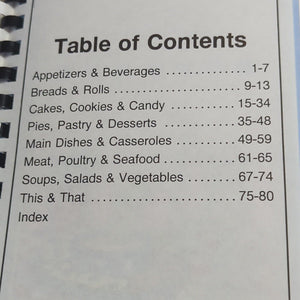 Table of Contents
Appetizers & Beverages ............. 1-7
Breads & Rolls ..................... 9-13
Cakes, Cookies & Candy ........... 15-34
Pies, Pastry & Desserts ........... 35-48
Main Dishes & Casseroles ........ 49-59
Meat, Poultry & Seafood .......... 61-65
Soups, Salads & Vegetables ...... 67-74
This & That ....................... 75-80
Index